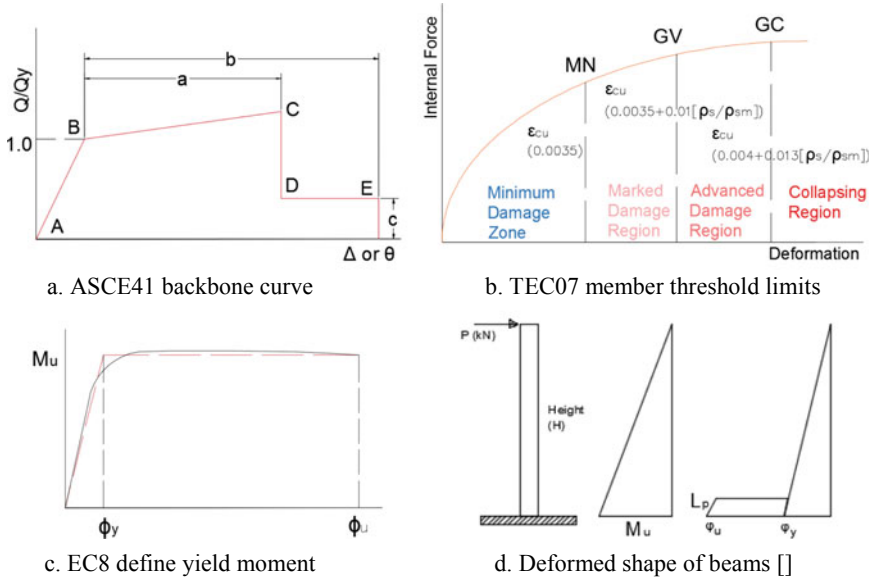 Q/Qy
1.0
A
B
a
b
C
D
E
c
Δ or θ
a. ASCE41 backbone curve
Internal Force
MN
GV
GC
εcu
(0.0035)
εcu
(0.0035+0.01[ρs/ρsm])
εcu
(0.004+0.013[ρs/ρsm])
Minimum
Damage
Zone
Marked
Damage
Region
Advanced
Damage
Region
Collapsing
Region
Deformation
b. TEC07 member threshold limits
Mu
ϕy
ϕu
c. EC8 define yield moment
P (kN)
Height
(H)
Mu
Lp
φu
φy
d. Deformed shape of beams []